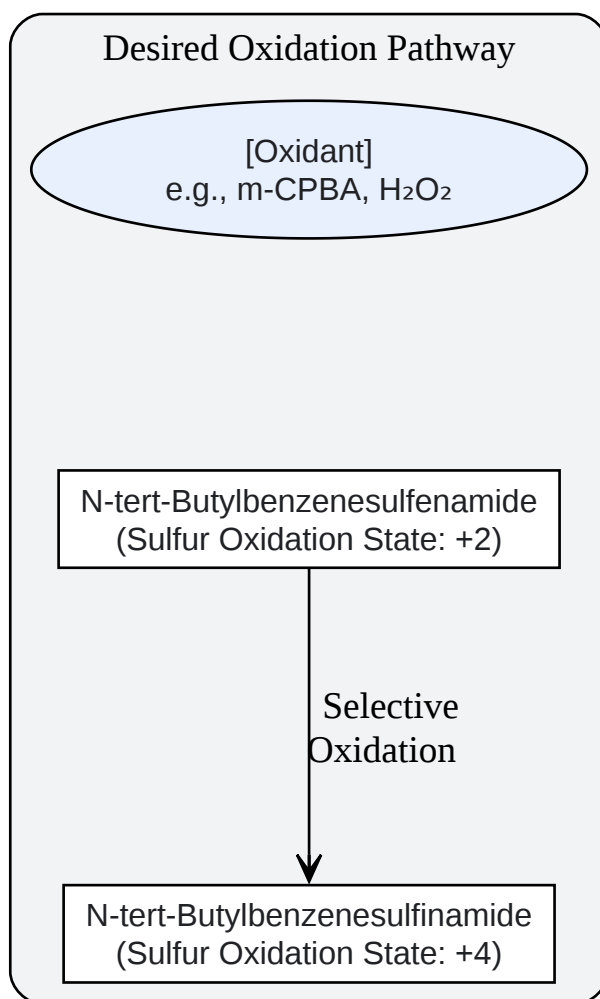 Desired Oxidation Pathway
[Oxidant]
e.g., m-CPBA, H₂O₂
N-tert-Butylbenzenesulfenamide
(Sulfur Oxidation State: +2)
Selective
Oxidation
N-tert-Butylbenzenesulfinamide
(Sulfur Oxidation State: +4)